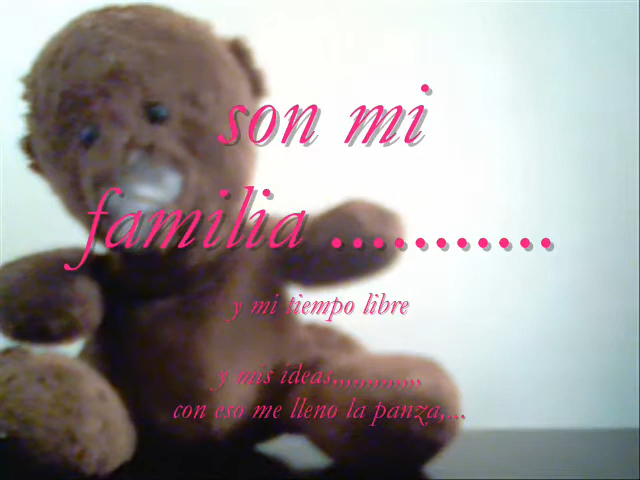 son mi
familia ...........
y mi tiempo libre
y mis ideas,,,,,,,,,,,,,
con eso me lleno la panza,...